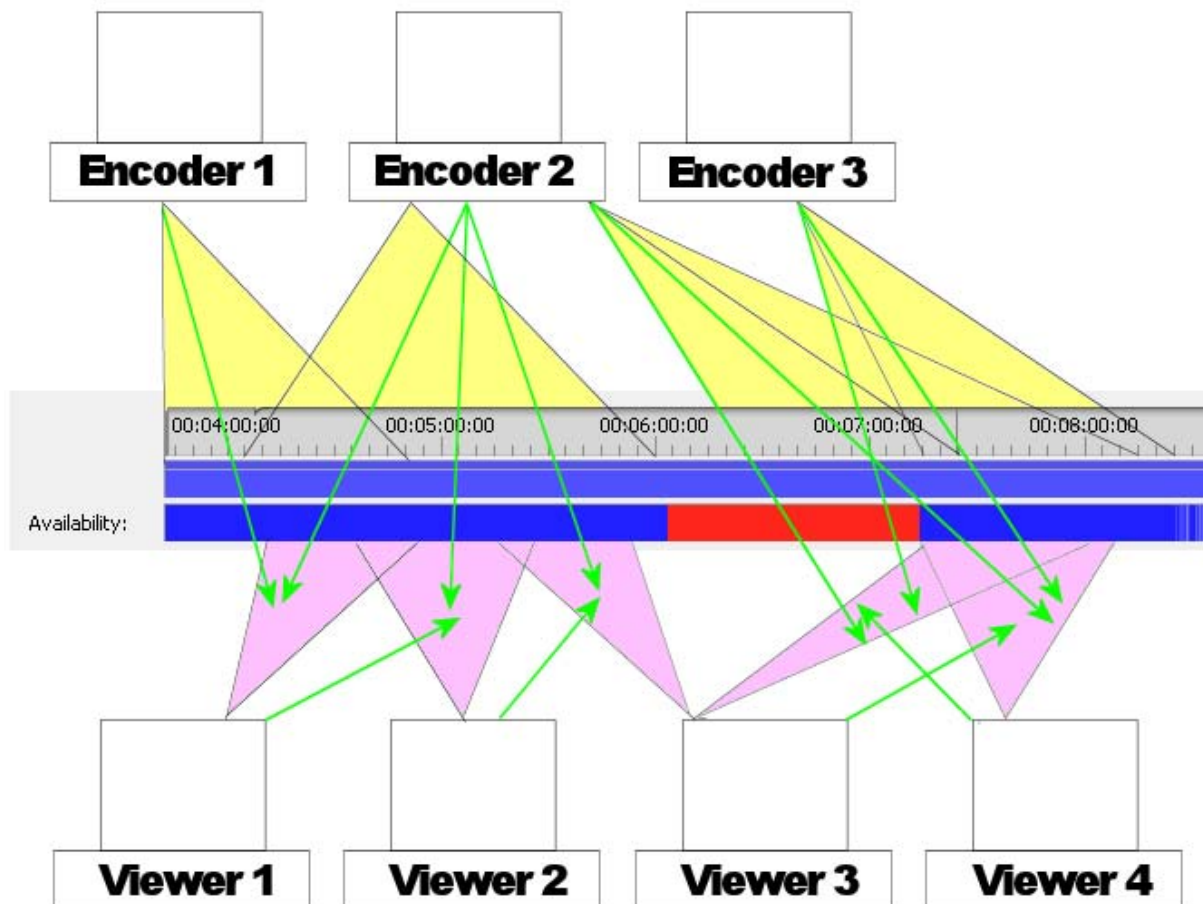 Encoder 1
Encoder 2
Encoder 3
00:04:00:00
00:05:00:00
00:06:00:00
00:07:00:00
00:08:00:00
Availability:
Viewer 1
Viewer 2
Viewer 3
Viewer 4